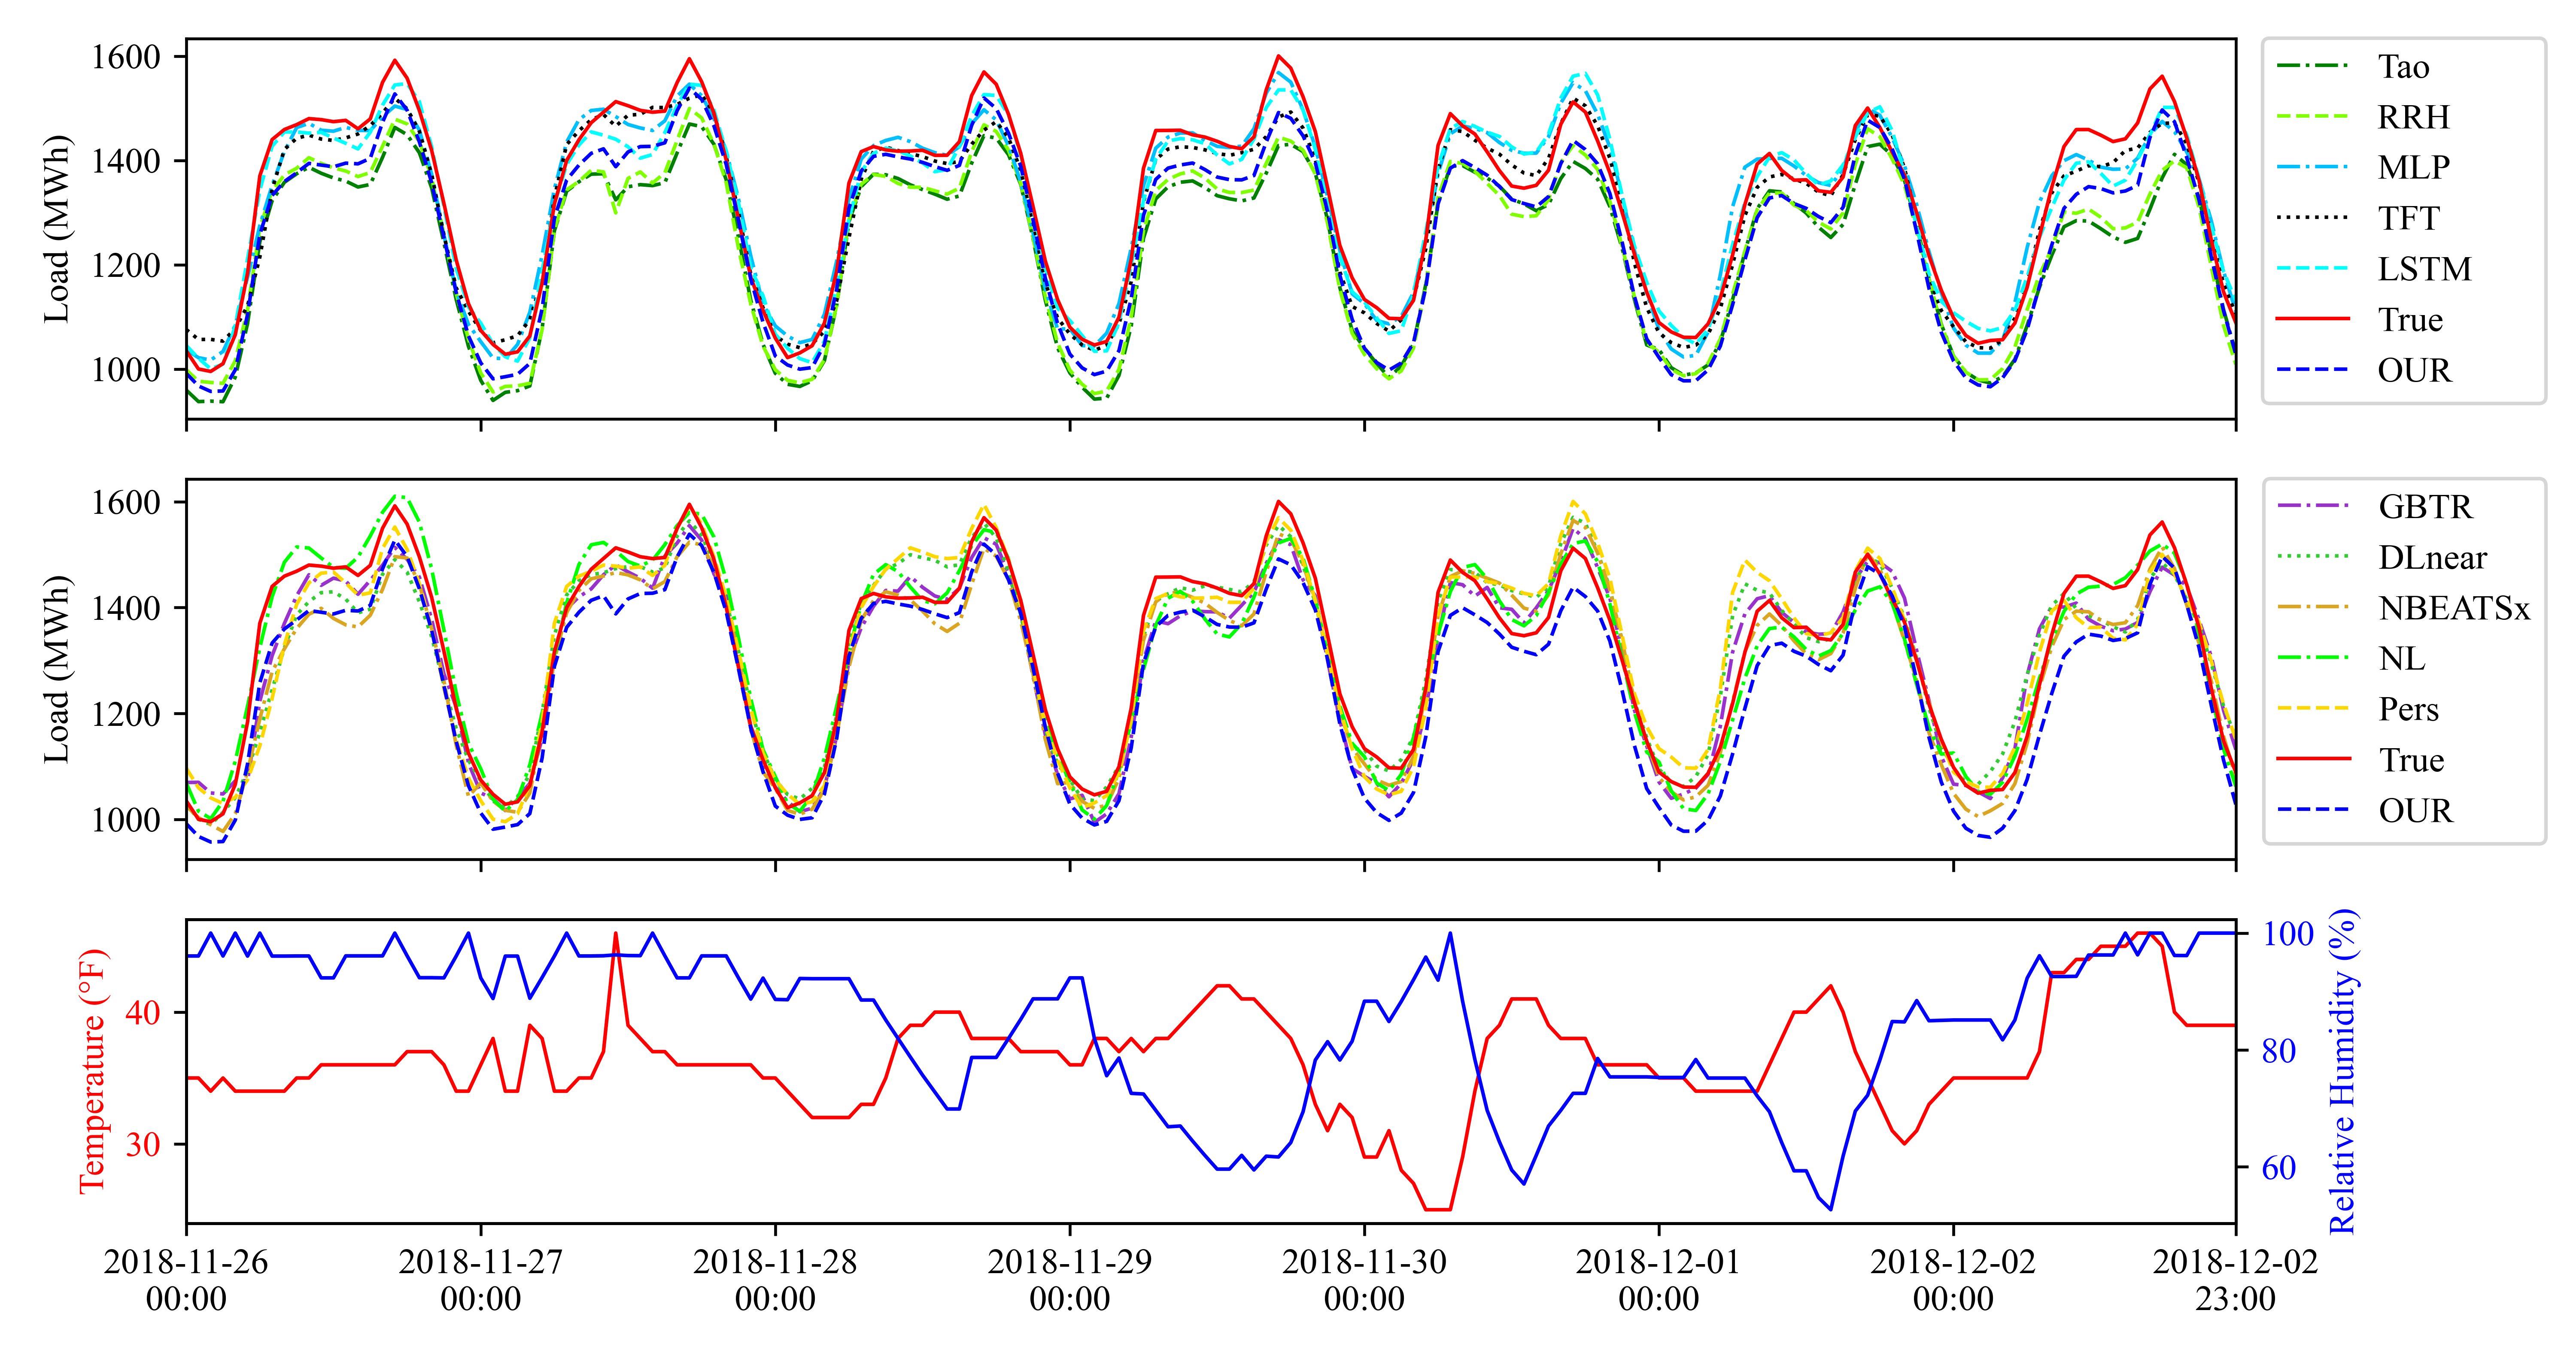 Load (MWh)
1600
1400
1200
1000
Tao
RRH
MLP
TFT
LSTM
True
OUR
Load (MWh)
1600
1400
1200
1000
GBTR
DLnear
NBEATSx
NL
Pers
True
OUR
Temperature (°F)
40
30
100
80
60
Relative Humidity (%)
2018-11-26
00:00
2018-11-27
00:00
2018-11-28
00:00
2018-11-29
00:00
2018-11-30
00:00
2018-12-01
00:00
2018-12-02
00:00
2018-12-02
23:00